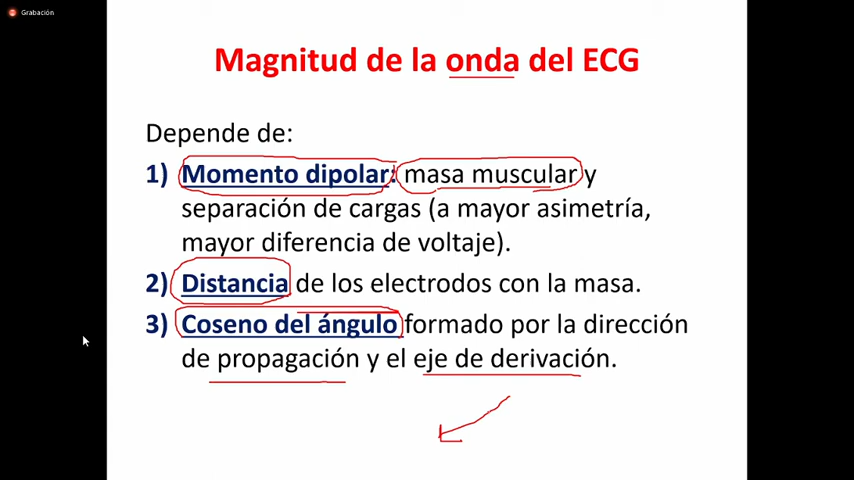 Grabación
Magnitud de la onda del ECG
Depende de:
1) Momento dipolar: masa muscular y
separación de cargas (a mayor asimetría,
mayor diferencia de voltaje).
2) Distancia de los electrodos con la masa.
3) Coseno del ángulo formado por la dirección
de propagación y el eje de derivación.